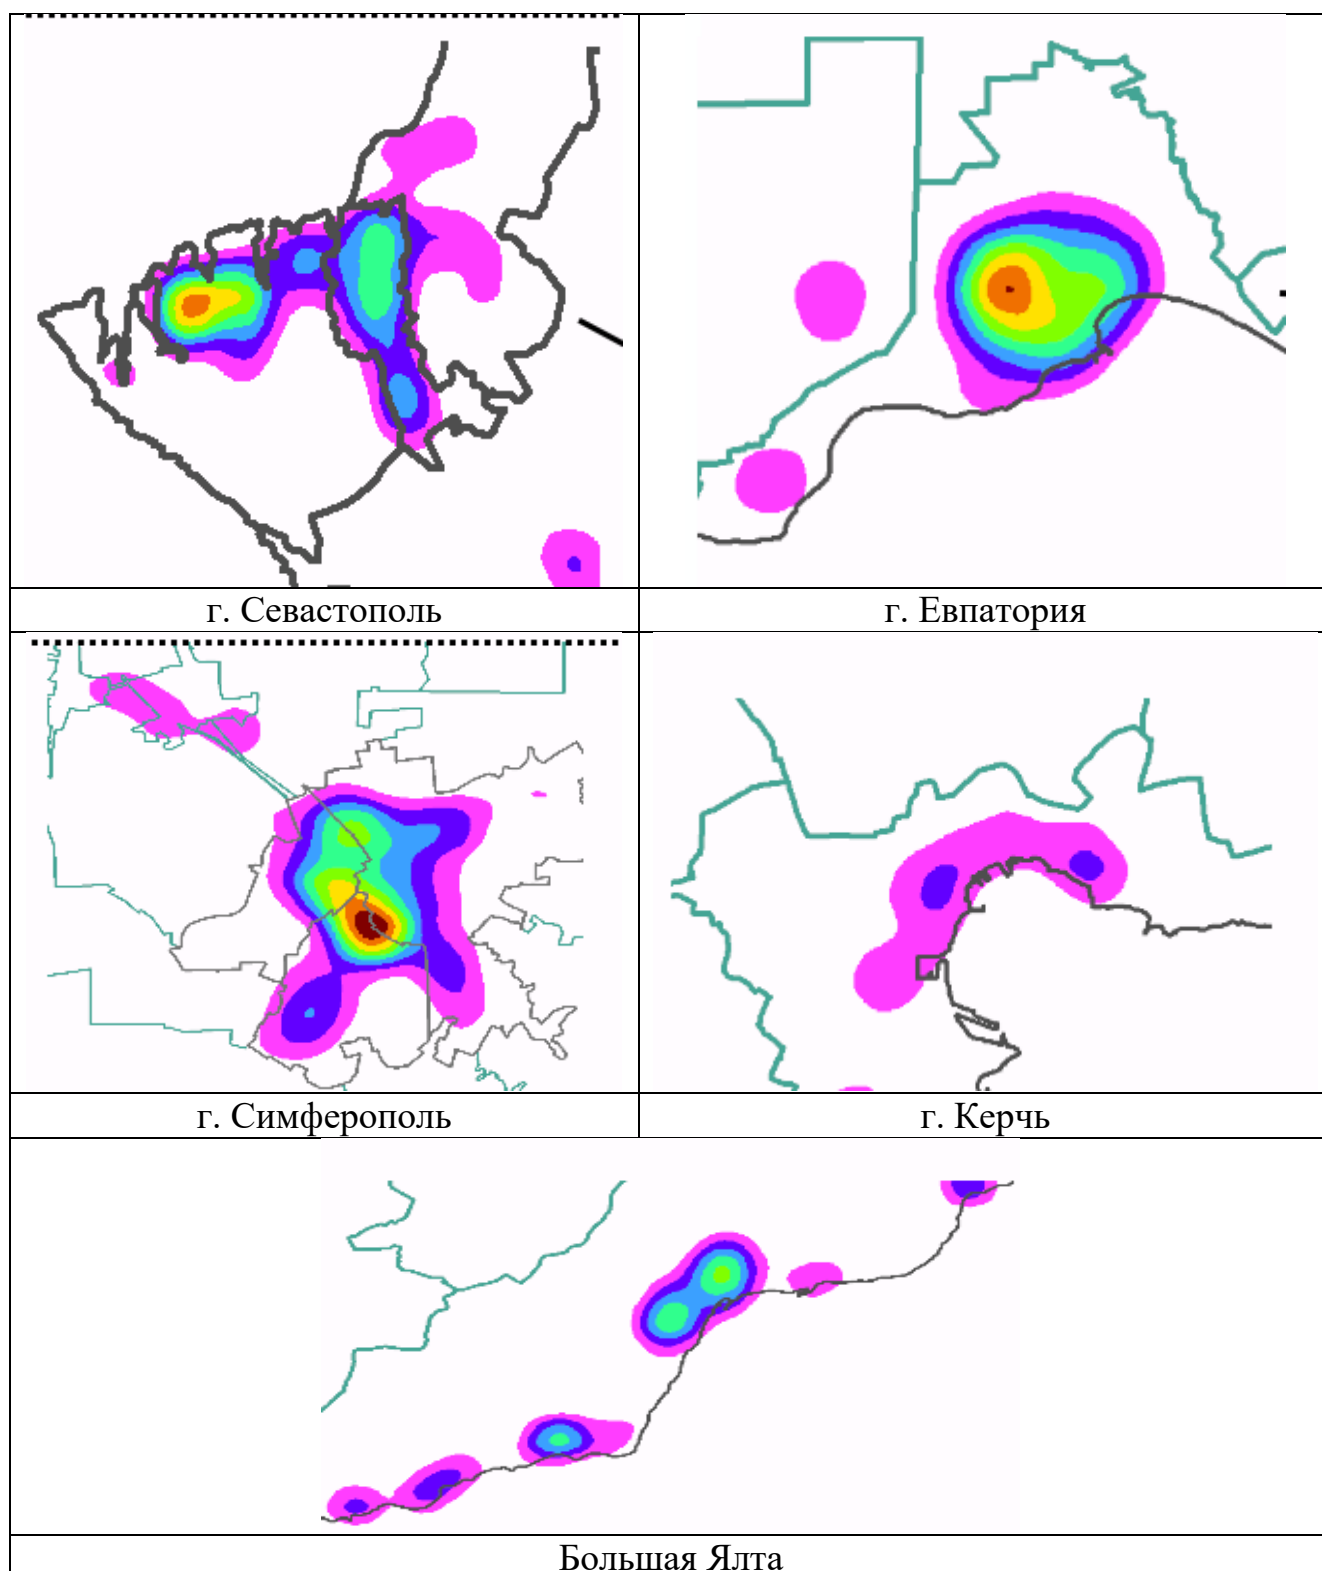 г. Севастополь
г. Евпатория
г. Симферополь
г. Керчь
Большая Ялта